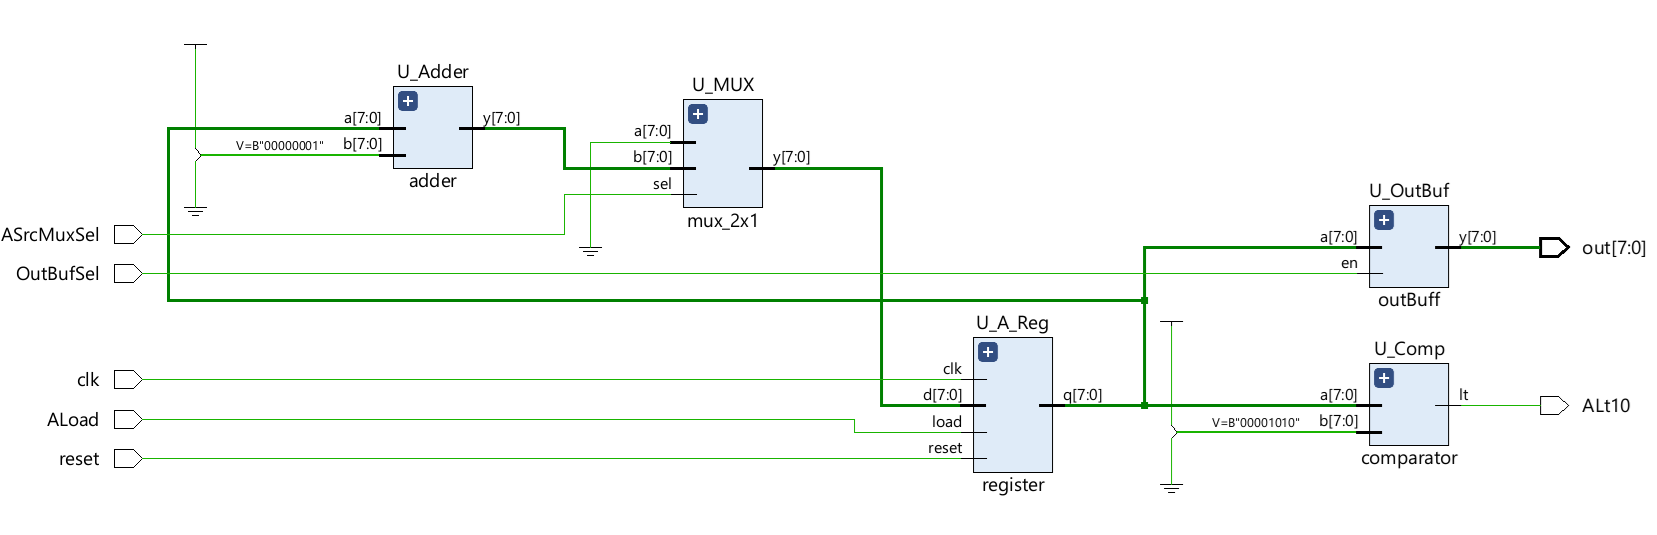 U_Adder
a[7:0]
y[7:0]
V=B"00000001"
b[7:0]
adder
U_MUX
a[7:0]
b[7:0]
y[7:0]
sel
mux_2x1
ASrcMuxSel
OutBufSel
U_OutBuf
a[7:0]
y[7:0]
out[7:0]
en
outBuff
U_A_Reg
clk
clk
d[7:0]
q[7:0]
ALoad
load
reset
reset
register
U_Comp
a[7:0]
lt
ALt10
V=B"00001010"
b[7:0]
comparator